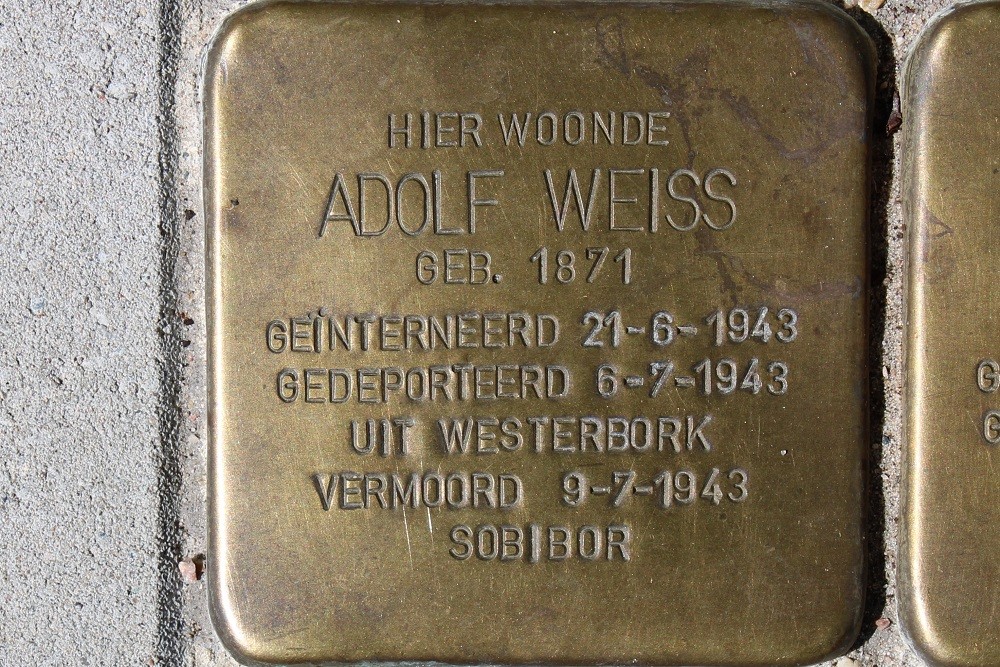 HIER WOONDE
ADOLF WEISS
GEB. 1871
GEÏNTERNEERD 21-6-1943
GEDEPORTEERD 6-7-1943
UIT WESTERBORK
VERMOORD 9-7-1943
SOBIBOR
G
G